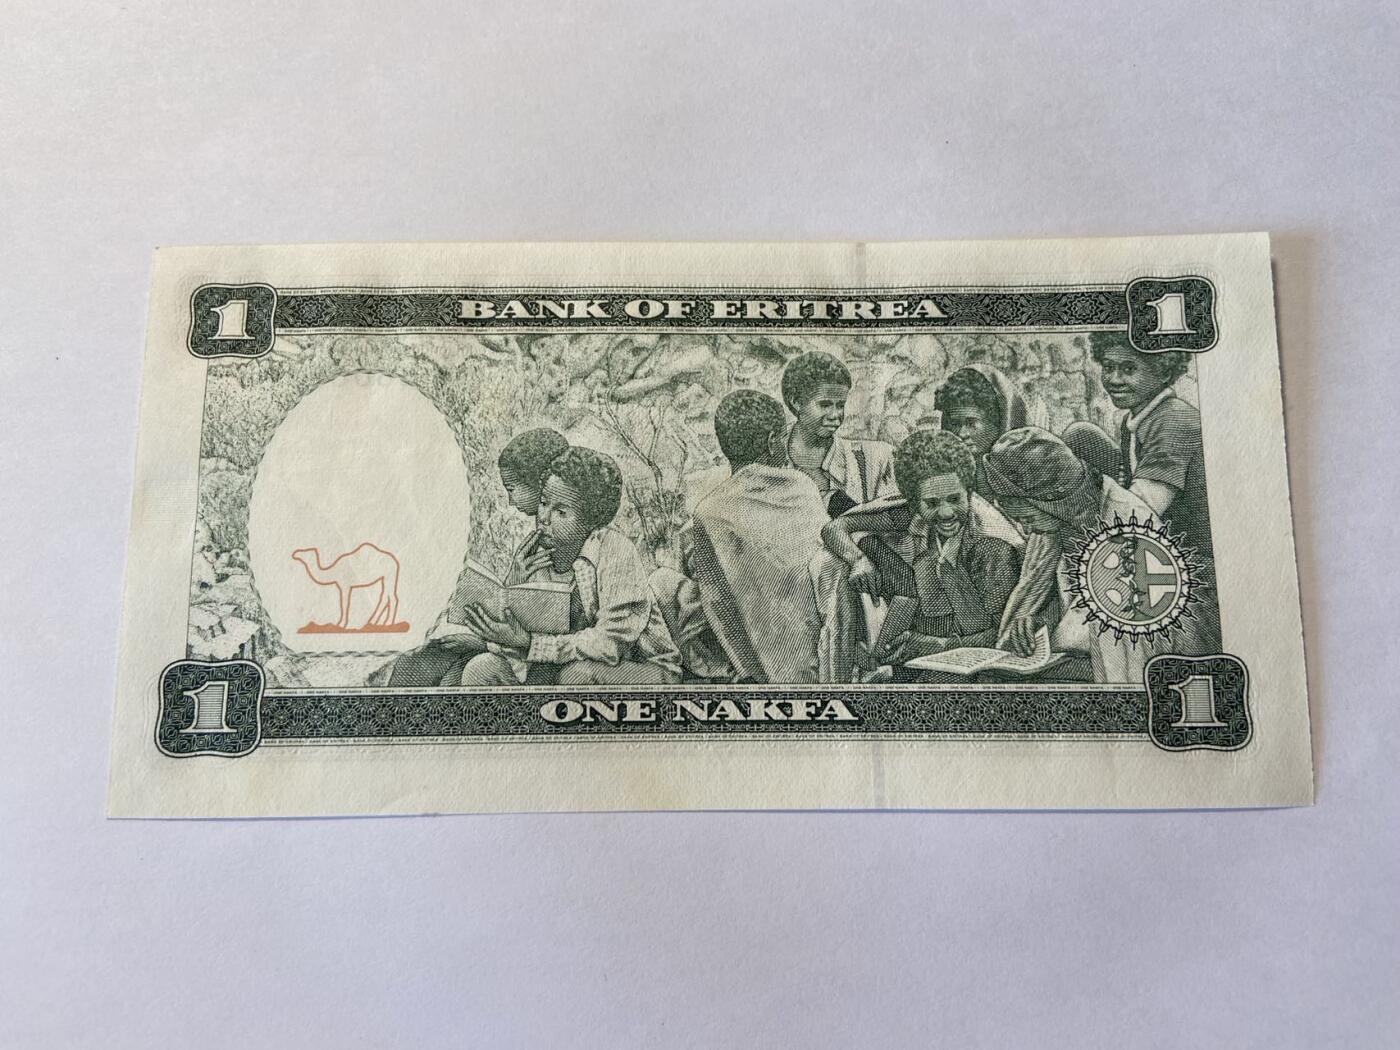 1 BANK OF ERITREA 1
1 ONE NAKFA 1